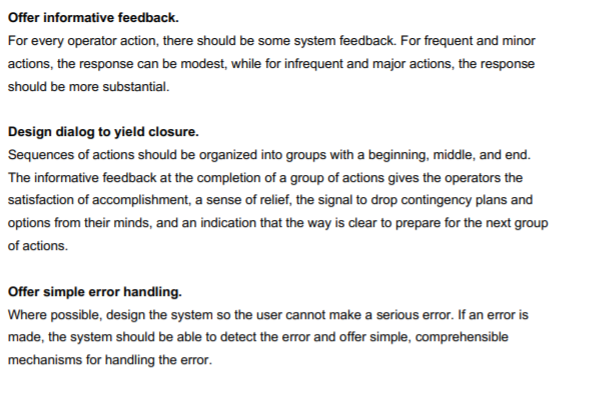 Offer informative feedback.
For every operator action, there should be some system feedback. For frequent and minor
actions, the response can be modest, while for infrequent and major actions, the response
should be more substantial.
Design dialog to yield closure.
Sequences of actions should be organized into groups with a beginning, middle, and end.
The informative feedback at the completion of a group of actions gives the operators the
satisfaction of accomplishment, a sense of relief, the signal to drop contingency plans and
options from their minds, and an indication that the way is clear to prepare for the next group
of actions.
Offer simple error handling.
Where possible, design the system so the user cannot make a serious error. If an error is
made, the system should be able to detect the error and offer simple, comprehensible
mechanisms for handling the error.